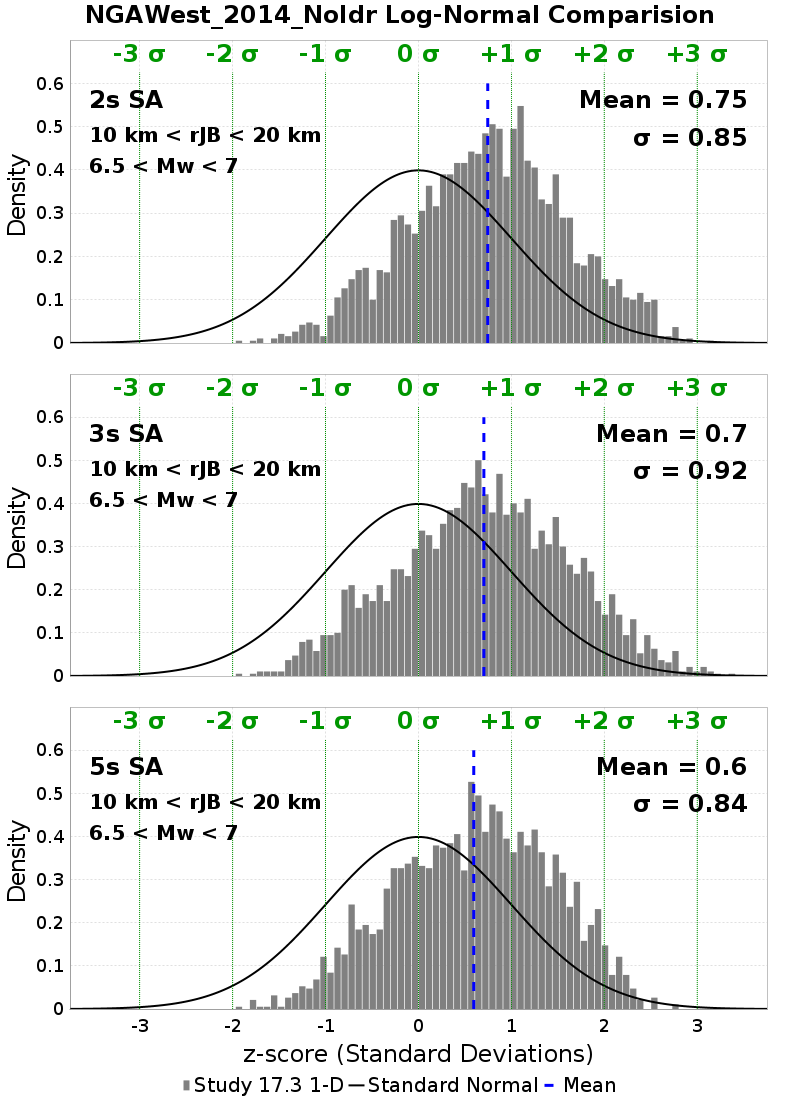 NGAWest_2014_NoIdr Log-Normal Comparision
-3 σ -2 σ -1 σ 0 σ +1 σ +2 σ +3 σ
0.6
2s SA Mean = 0.75
0.5
10 km < rJB < 20 km σ = 0.85
6.5 < Mw < 7
0.4
0.3
0.2
0.1
0
Density
-3 σ -2 σ -1 σ 0 σ +1 σ +2 σ +3 σ
0.6
3s SA Mean = 0.7
0.5
10 km < rJB < 20 km σ = 0.92
6.5 < Mw < 7
0.4
0.3
0.2
0.1
0
Density
-3 σ -2 σ -1 σ 0 σ +1 σ +2 σ +3 σ
0.6
5s SA Mean = 0.6
0.5
10 km < rJB < 20 km σ = 0.84
6.5 < Mw < 7
0.4
0.3
0.2
0.1
0
Density
-3 -2 -1 0 1 2 3
z-score (Standard Deviations)
Study 17.3 1-D Standard Normal Mean